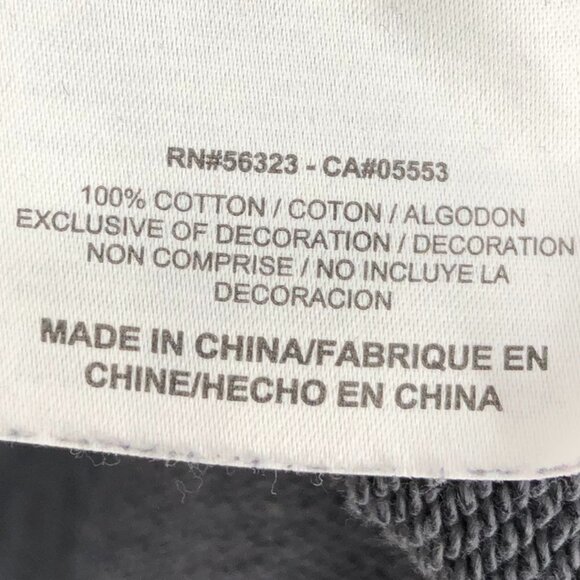 RN#56323 - CA#05553
100% COTTON / COTON / ALGODON
EXCLUSIVE OF DECORATION / DECORATION
NON COMPRISE / NO INCLUYE LA
DECORACION
MADE IN CHINA/FABRIQUE EN
CHINE/HECHO EN CHINA